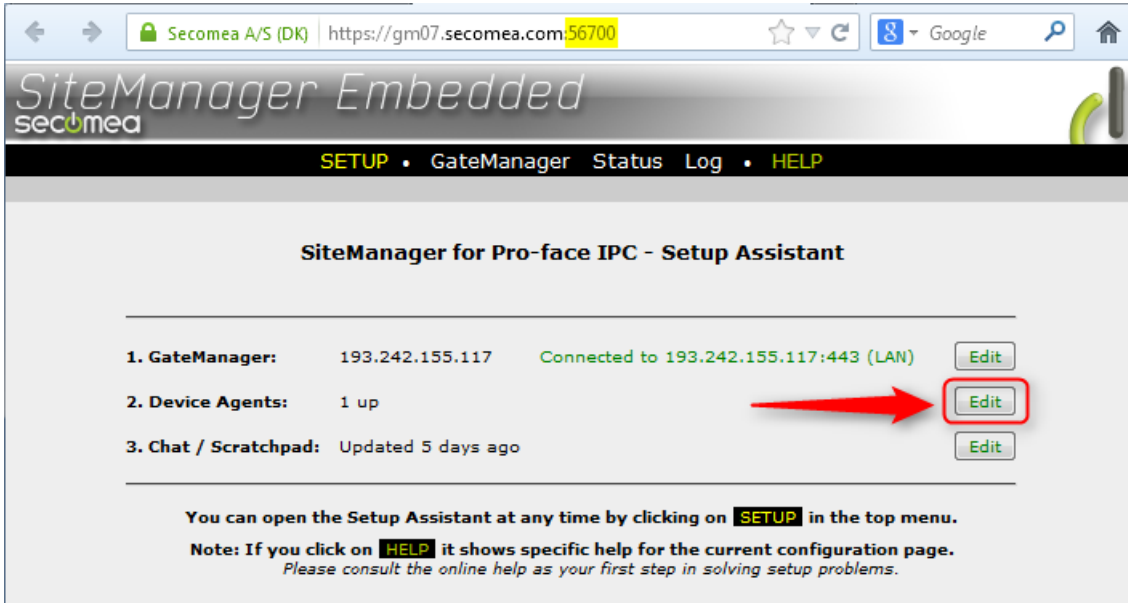 Secomea A/S (DK) https://gm07.secomea.com:56700 Google
SiteManager Embedded
secomea
SETUP • GateManager Status Log • HELP
SiteManager for Pro-face IPC - Setup Assistant
1. GateManager: 193.242.155.117 Connected to 193.242.155.117:443 (LAN) Edit
2. Device Agents: 1 up Edit
3. Chat / Scratchpad: Updated 5 days ago Edit
You can open the Setup Assistant at any time by clicking on SETUP in the top menu.
Note: If you click on HELP it shows specific help for the current configuration page.
Please consult the online help as your first step in solving setup problems.